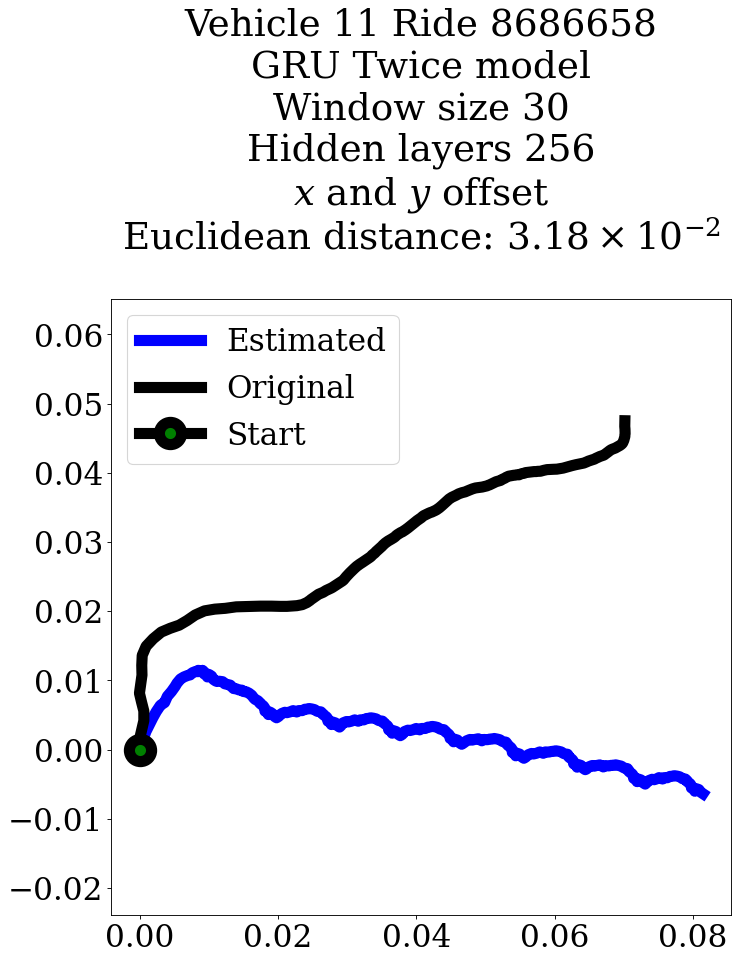 Vehicle 11 Ride 8686658
GRU Twice model
Window size 30
Hidden layers 256
x and y offset
Euclidean distance: 3.18 × 10⁻²
Estimated
Original
Start
0.06
0.05
0.04
0.03
0.02
0.01
0.00
−0.01
−0.02
0.00 0.02 0.04 0.06 0.08